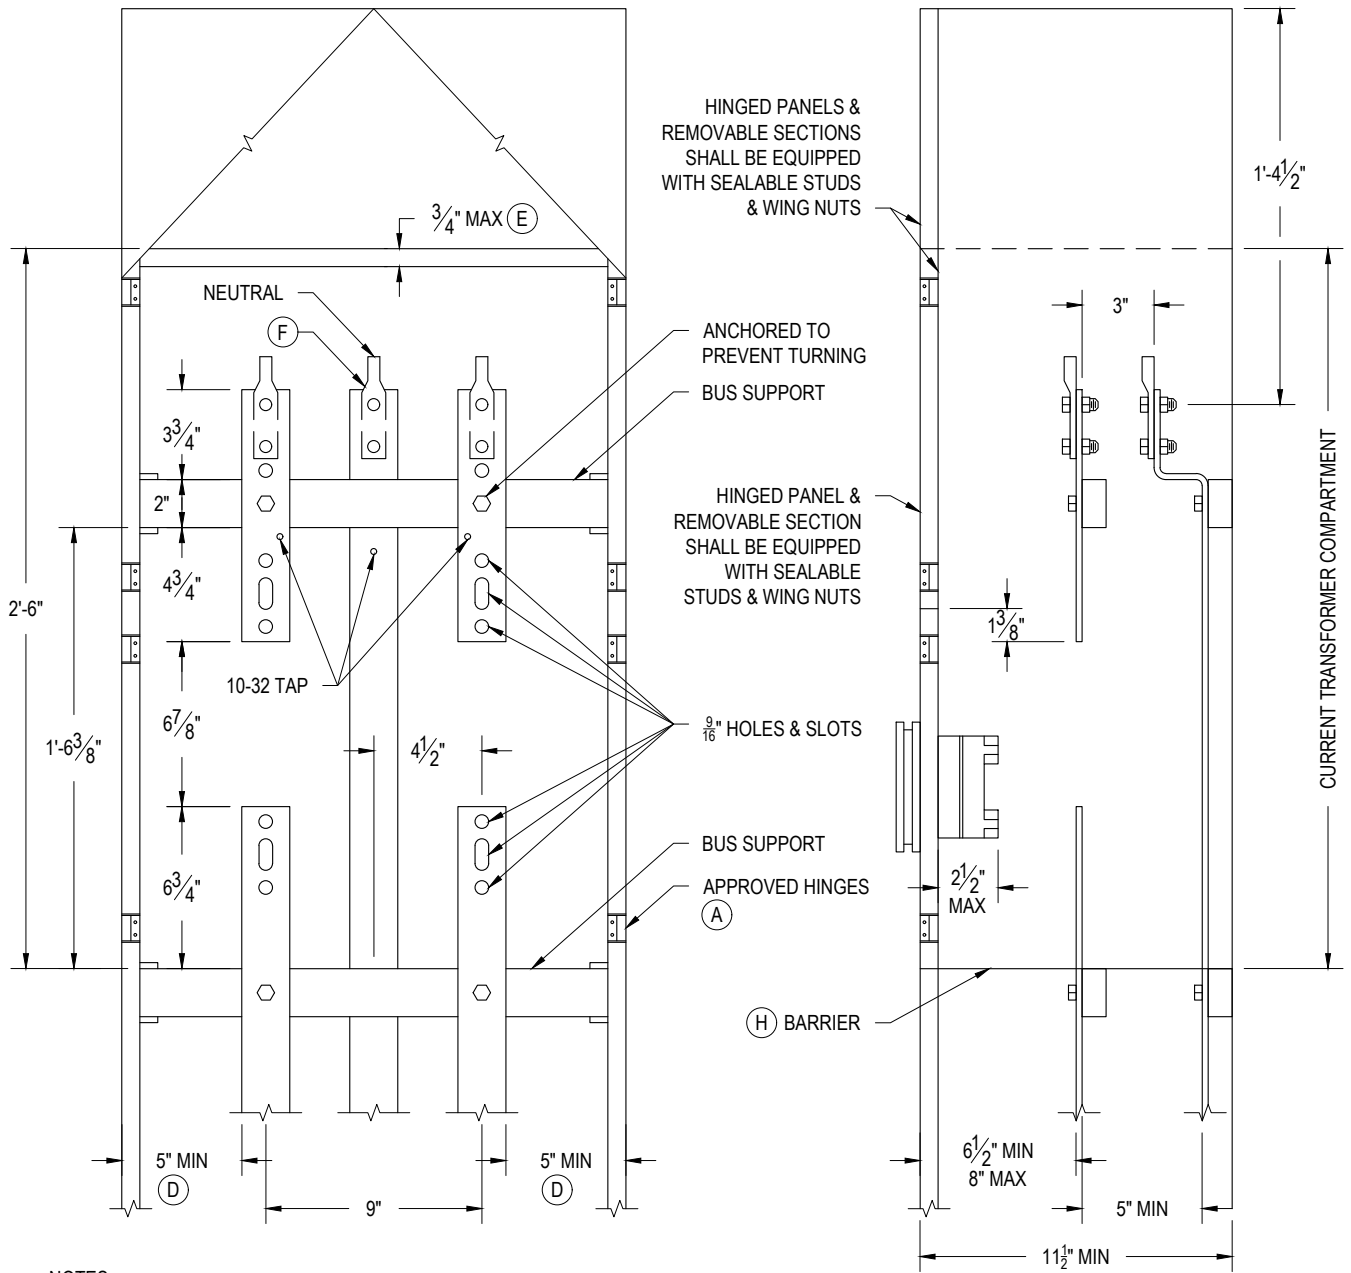 HINGED PANELS &
REMOVABLE SECTIONS
SHALL BE EQUIPPED
WITH SEALABLE STUDS
& WING NUTS
1'-4 1/2"
3/4" MAX E
NEUTRAL
F
3"
ANCHORED TO
PREVENT TURNING
BUS SUPPORT
3 3/4"
2"
4 3/4"
2'-6"
HINGED PANEL &
REMOVABLE SECTION
SHALL BE EQUIPPED
WITH SEALABLE
STUDS & WING NUTS
1 3/8"
CURRENT TRANSFORMER COMPARTMENT
10-32 TAP
6 7/8"
1'-6 3/8"
4 1/2"
9/16" HOLES & SLOTS
6 3/4"
BUS SUPPORT
APPROVED HINGES
A
2 1/2"
MAX
H BARRIER
5" MIN
D
5" MIN
D
9"
6 1/2" MIN
8" MAX
5" MIN
11 1/2" MIN